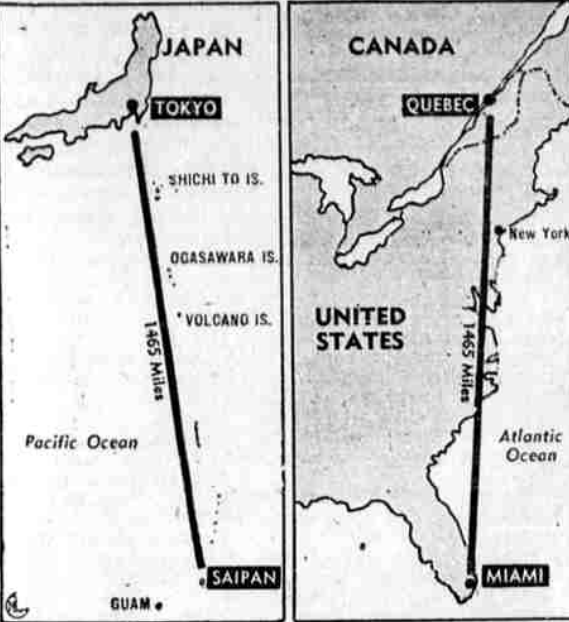 JAPAN
TOKYO
SHICHI TO IS.
OGASAWARA IS.
VOLCANO IS.
1465 Miles
Pacific Ocean
SAIPAN
GUAM
CANADA
QUEBEC
New York
UNITED
STATES
1465 Miles
Atlantic
Ocean
MIAMI